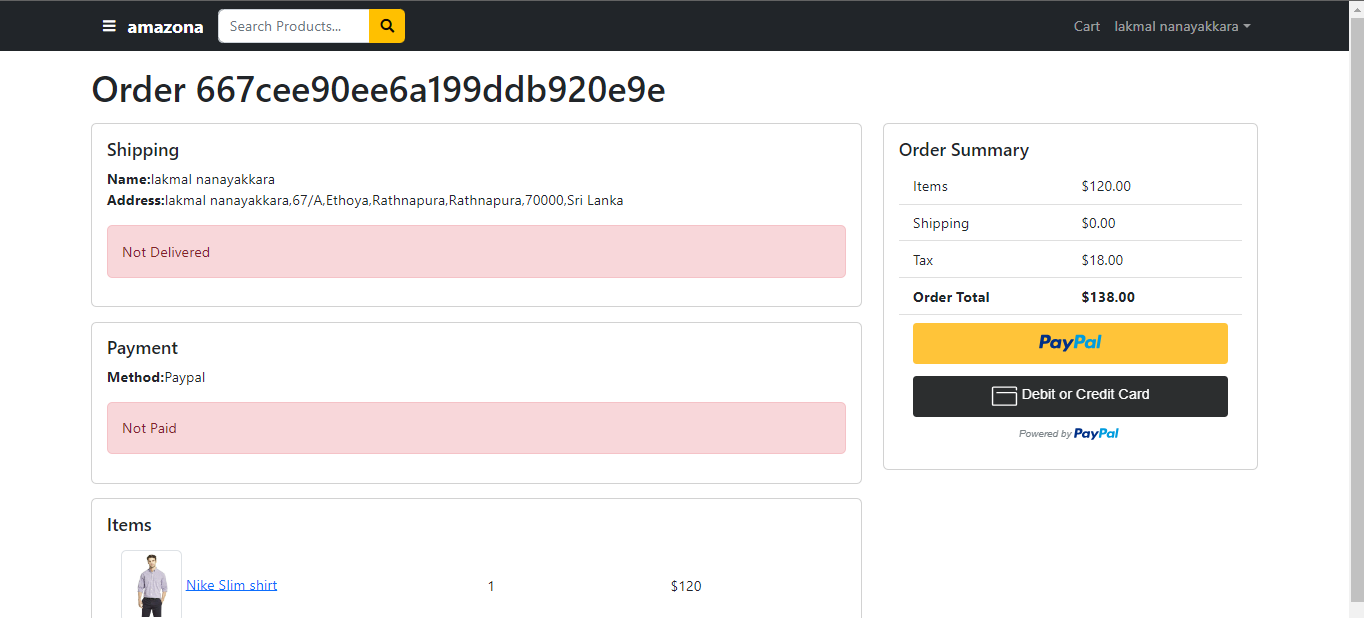 amazona
Search Products...
Cart
lakmal nanayakkara
Order 667cee90ee6a199ddb920e9e
Shipping
Name:lakmal nanayakkara
Address:lakmal nanayakkara,67/A,Ethoya,Rathnapura,Rathnapura,70000,Sri Lanka
Not Delivered
Payment
Method:Paypal
Not Paid
Items
Nike Slim shirt 1 $120
Order Summary
Items $120.00
Shipping $0.00
Tax $18.00
Order Total $138.00
PayPal
Debit or Credit Card
Powered by PayPal